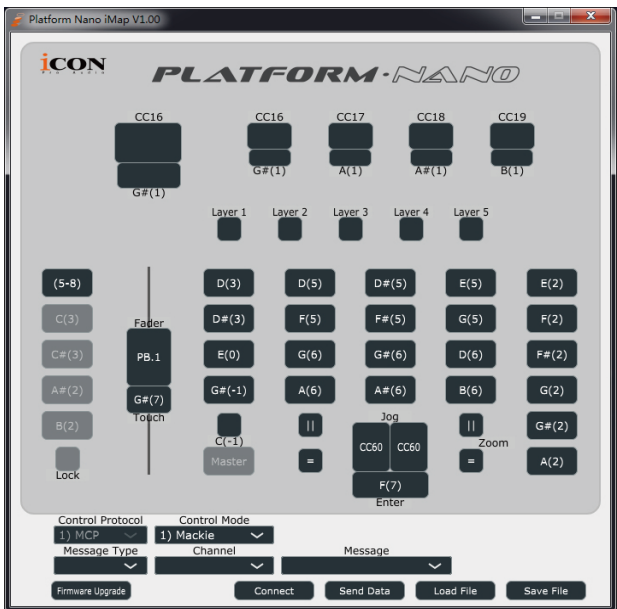 Platform Nano iMap V1.00
iCON
PRO AUDIO
PLATFORM·NANO
CC16 CC16 CC17 CC18 CC19
G#(1) A(1) A#(1) B(1)
G#(1)
Layer 1 Layer 2 Layer 3 Layer 4 Layer 5
(5-8) D(3) D(5) D#(5) E(5) E(2)
C(3) Fader D#(3) F(5) F#(5) G(5) F(2)
C#(3) PB.1 E(0) G(6) G#(6) D(6) F#(2)
A#(2) G#(7) G#(-1) A(6) A#(6) B(6) G(2)
Touch Jog
B(2) C(-1) || CC60 CC60 || Zoom G#(2)
Lock Master = F(7) = A(2)
Enter
Control Protocol Control Mode
1) MCP 1) Mackie
Message Type Channel Message
Firmware Upgrade Connect Send Data Load File Save File